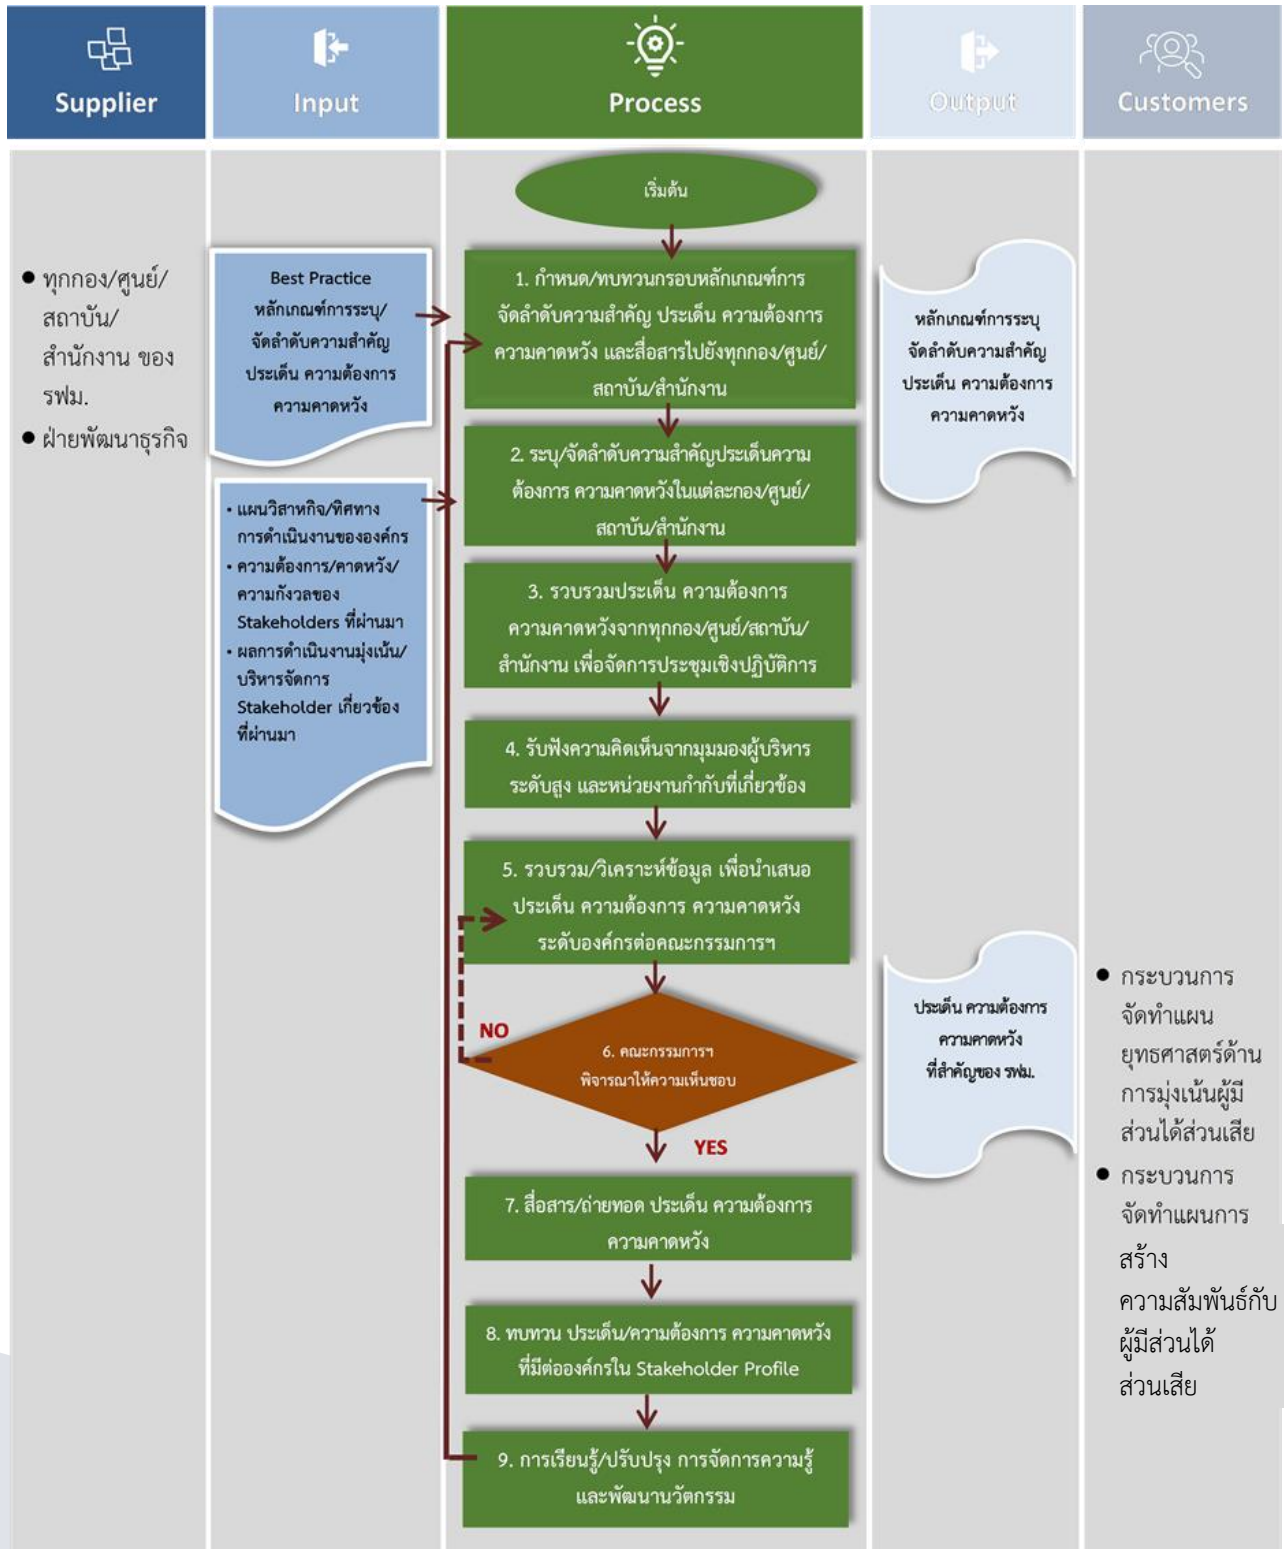 Supplier
Input
Process
Output
Customers
● ทุกกอง/ศูนย์/
สถาบัน/
สำนักงาน ของ
รฟม.
● ฝ่ายพัฒนาธุรกิจ
Best Practice
หลักเกณฑ์การระบุ/
จัดลำดับความสำคัญ
ประเด็น ความต้องการ
ความคาดหวัง
• แผนวิสาหกิจ/ทิศทาง
การดำเนินงานขององค์กร
• ความต้องการ/คาดหวัง/
ความกังวลของ
Stakeholders ที่ผ่านมา
• ผลการดำเนินงานมุ่งเน้น/
บริหารจัดการ
Stakeholder เกี่ยวข้อง
ที่ผ่านมา
เริ่มต้น
1. กำหนด/ทบทวนกรอบหลักเกณฑ์การ
จัดลำดับความสำคัญ ประเด็น ความต้องการ
ความคาดหวัง และสื่อสารไปยังทุกกอง/ศูนย์/
สถาบัน/สำนักงาน
2. ระบุ/จัดลำดับความสำคัญประเด็นความ
ต้องการ ความคาดหวังในแต่ละกอง/ศูนย์/
สถาบัน/สำนักงาน
3. รวบรวมประเด็น ความต้องการ
ความคาดหวังจากทุกกอง/ศูนย์/สถาบัน/
สำนักงาน เพื่อจัดการประชุมเชิงปฏิบัติการ
4. รับฟังความคิดเห็นจากมุมมองผู้บริหาร
ระดับสูง และหน่วยงานกำกับที่เกี่ยวข้อง
5. รวบรวม/วิเคราะห์ข้อมูล เพื่อนำเสนอ
ประเด็น ความต้องการ ความคาดหวัง
ระดับองค์กรต่อคณะกรรมการฯ
NO
6. คณะกรรมการฯ
พิจารณาให้ความเห็นชอบ
YES
7. สื่อสาร/ถ่ายทอด ประเด็น ความต้องการ
ความคาดหวัง
8. ทบทวน ประเด็น/ความต้องการ ความคาดหวัง
ที่มีต่อองค์กรใน Stakeholder Profile
9. การเรียนรู้/ปรับปรุง การจัดการความรู้
และพัฒนานวัตกรรม
หลักเกณฑ์การระบุ
จัดลำดับความสำคัญ
ประเด็น ความต้องการ
ความคาดหวัง
ประเด็น ความต้องการ
ความคาดหวัง
ที่สำคัญของ รฟม.
● กระบวนการ
จัดทำแผน
ยุทธศาสตร์ด้าน
การมุ่งเน้นผู้มี
ส่วนได้ส่วนเสีย
● กระบวนการ
จัดทำแผนการ
สร้าง
ความสัมพันธ์กับ
ผู้มีส่วนได้
ส่วนเสีย